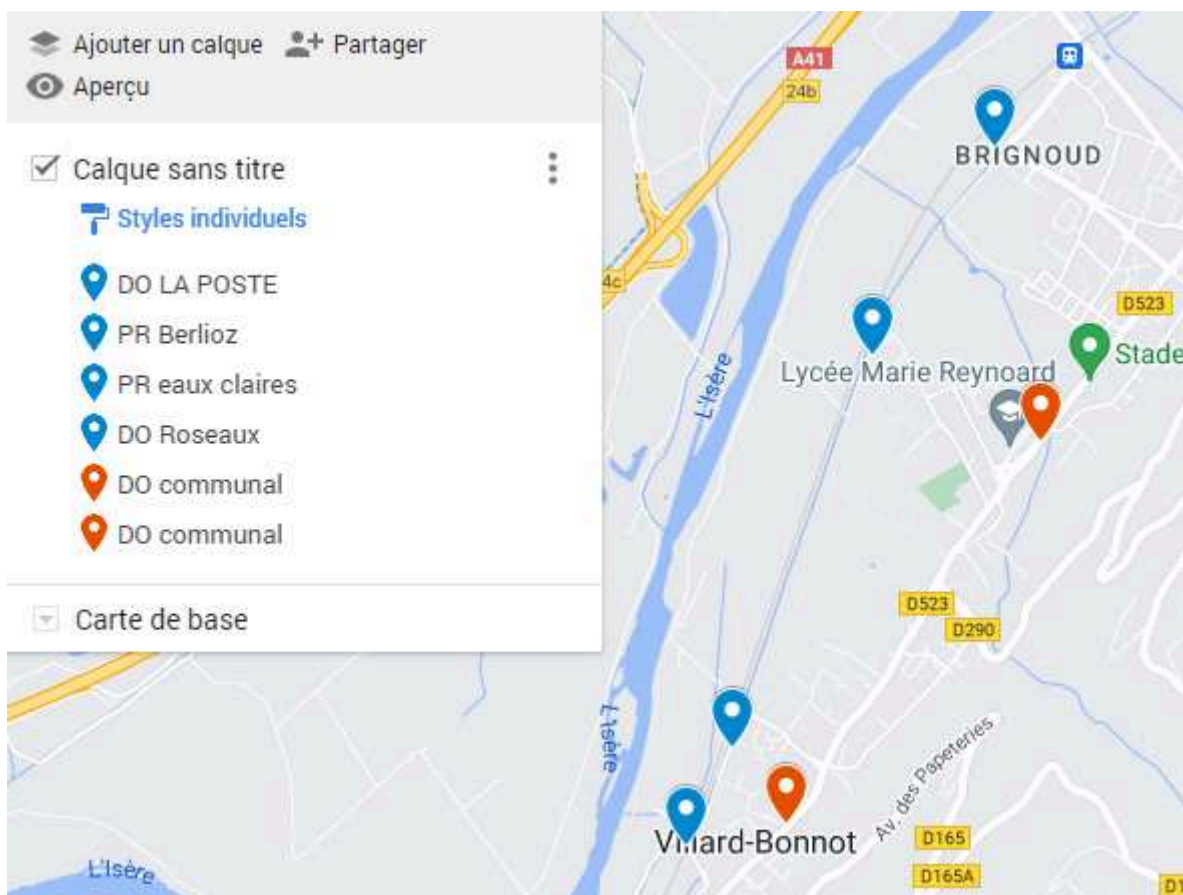 Ajouter un calque Partager
Aperçu
Calque sans titre
Styles individuels
DO LA POSTE
PR Berlioz
PR eaux claires
DO Roseaux
DO communal
DO communal
Carte de base
A41
24b
BRIGNOUD
4c
D523
L'Isère
Stade
Lycée Marie Reynoard
D523
D290
L'Isère
Av. des Papeteries
Villard-Bonnot
D165
L'Isère
D165A
D1